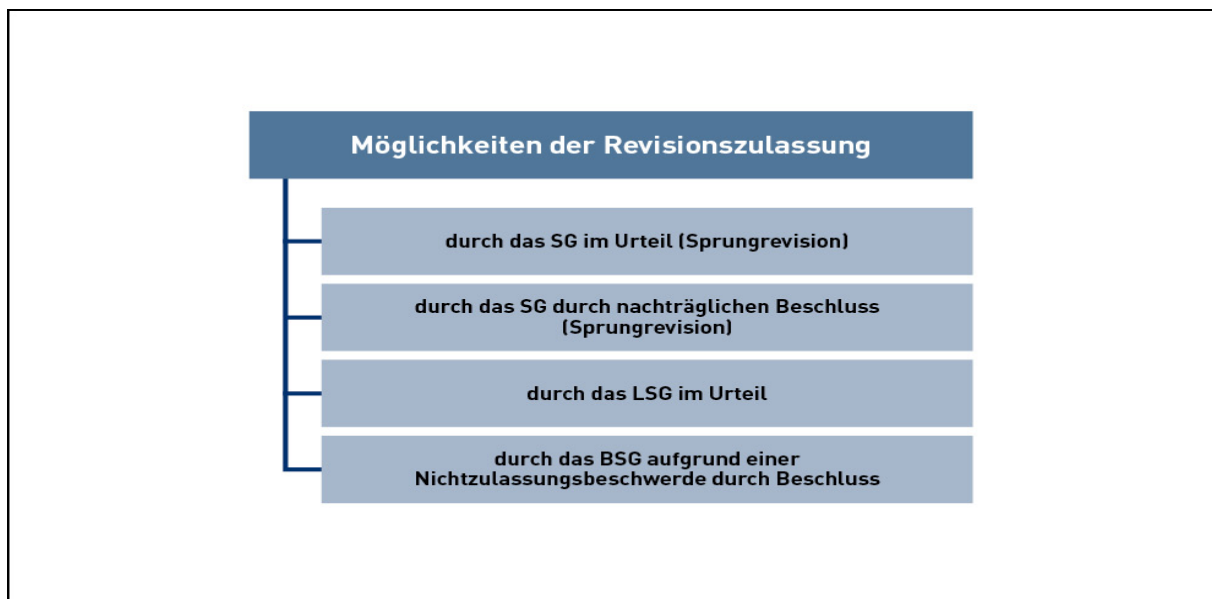 Möglichkeiten der Revisionszulassung
durch das SG im Urteil (Sprungrevision)
durch das SG durch nachträglichen Beschluss
(Sprungrevision)
durch das LSG im Urteil
durch das BSG aufgrund einer
Nichtzulassungsbeschwerde durch Beschluss